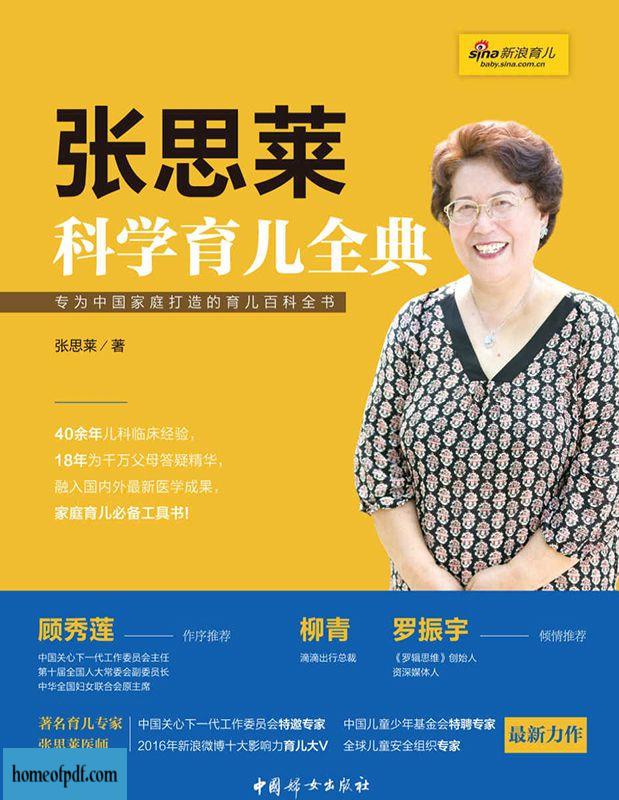 sina新浪育儿
baby.sina.com.cn
张思莱
科学育儿全典
专为中国家庭打造的育儿百科全书
张思莱/著
40余年儿科临床经验,
18年为千万父母答疑精华,
融入国内外最新医学成果,
家庭育儿必备工具书!
顾秀莲——作序推荐
中国关心下一代工作委员会主任
第十届全国人大常委会副委员长
中华全国妇女联合会原主席
柳青
滴滴出行总裁
罗振宇——倾情推荐
《罗辑思维》创始人
资深媒体人
著名育儿专家
张思莱医师
中国关心下一代工作委员会特邀专家
2016年新浪微博十大影响力育儿大V
中国儿童少年基金会特聘专家
全球儿童安全组织专家
最新力作
homeofpdf.com
中国妇女出版社